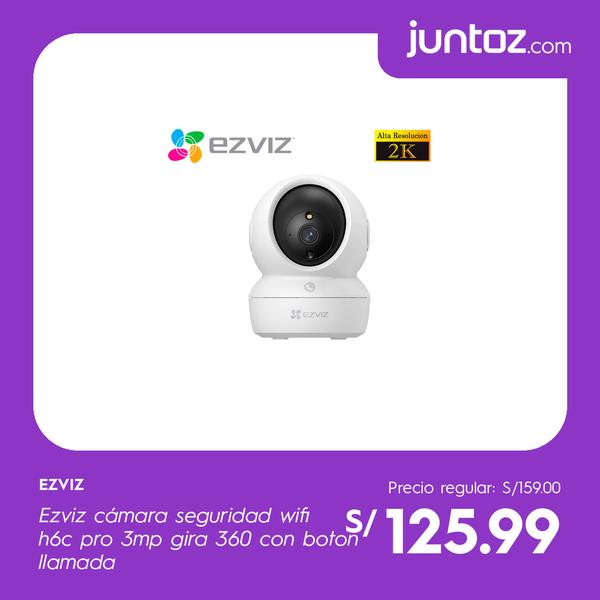 juntoz.com
ezviz
Alta Resolucion
2K
ezviz
EZVIZ
Precio regular: S/159.00
Ezviz cámara seguridad wifi
h6c pro 3mp gira 360 con boton
llamada
S/125.99